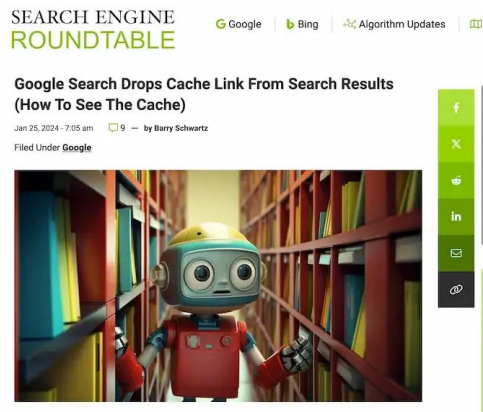 SEARCH ENGINE
ROUNDTABLE
Google
Bing
Algorithm Updates
Google Search Drops Cache Link From Search Results
(How To See The Cache)
Jan 25, 2024 - 7:05 am
9 — by Barry Schwartz
Filed Under Google
f
X
in